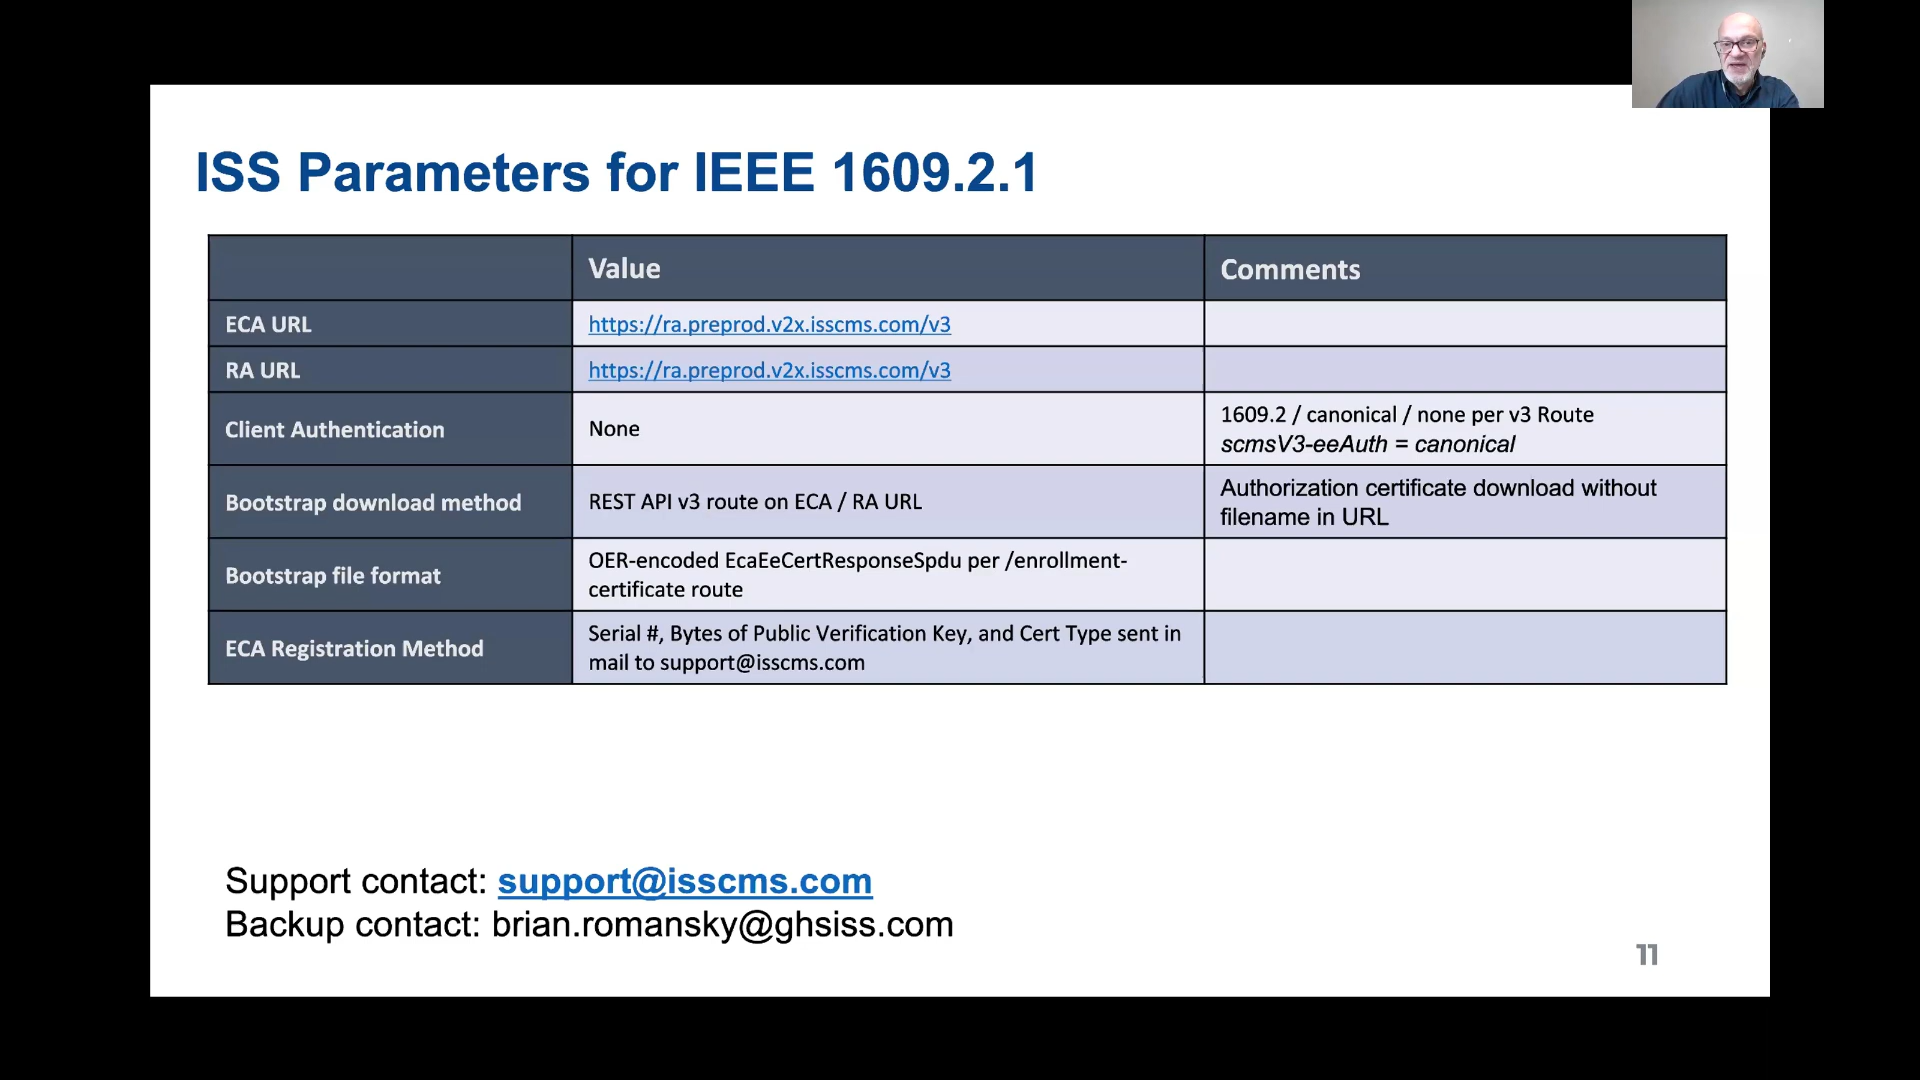 ISS Parameters for IEEE 1609.2.1
Value
Comments
ECA URL
https://ra.preprod.v2x.isscms.com/v3
RA URL
https://ra.preprod.v2x.isscms.com/v3
Client Authentication
None
1609.2 / canonical / none per v3 Route
scmsV3-eeAuth = canonical
Bootstrap download method
REST API v3 route on ECA / RA URL
Authorization certificate download without
filename in URL
Bootstrap file format
OER-encoded EcaEeCertResponseSpdu per /enrollment-
certificate route
ECA Registration Method
Serial #, Bytes of Public Verification Key, and Cert Type sent in
mail to support@isscms.com
Support contact: support@isscms.com
Backup contact: brian.romansky@ghsiss.com
11